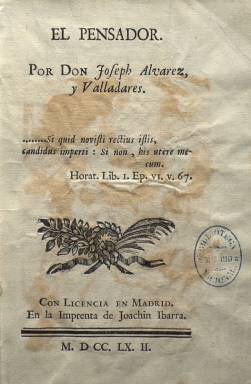 EL PENSADOR.
POR DON Joseph Alvarez,
y Valladares.
........Si quid novisti rectius istis,
candidus imperti: Si non, his utere me-
cum.
Horat. Lib. I. Ep. VI. v. 67.
CON LICENCIA EN MADRID,
En la Imprenta de Joachin Ibarra.
M. D CC. LX. II.